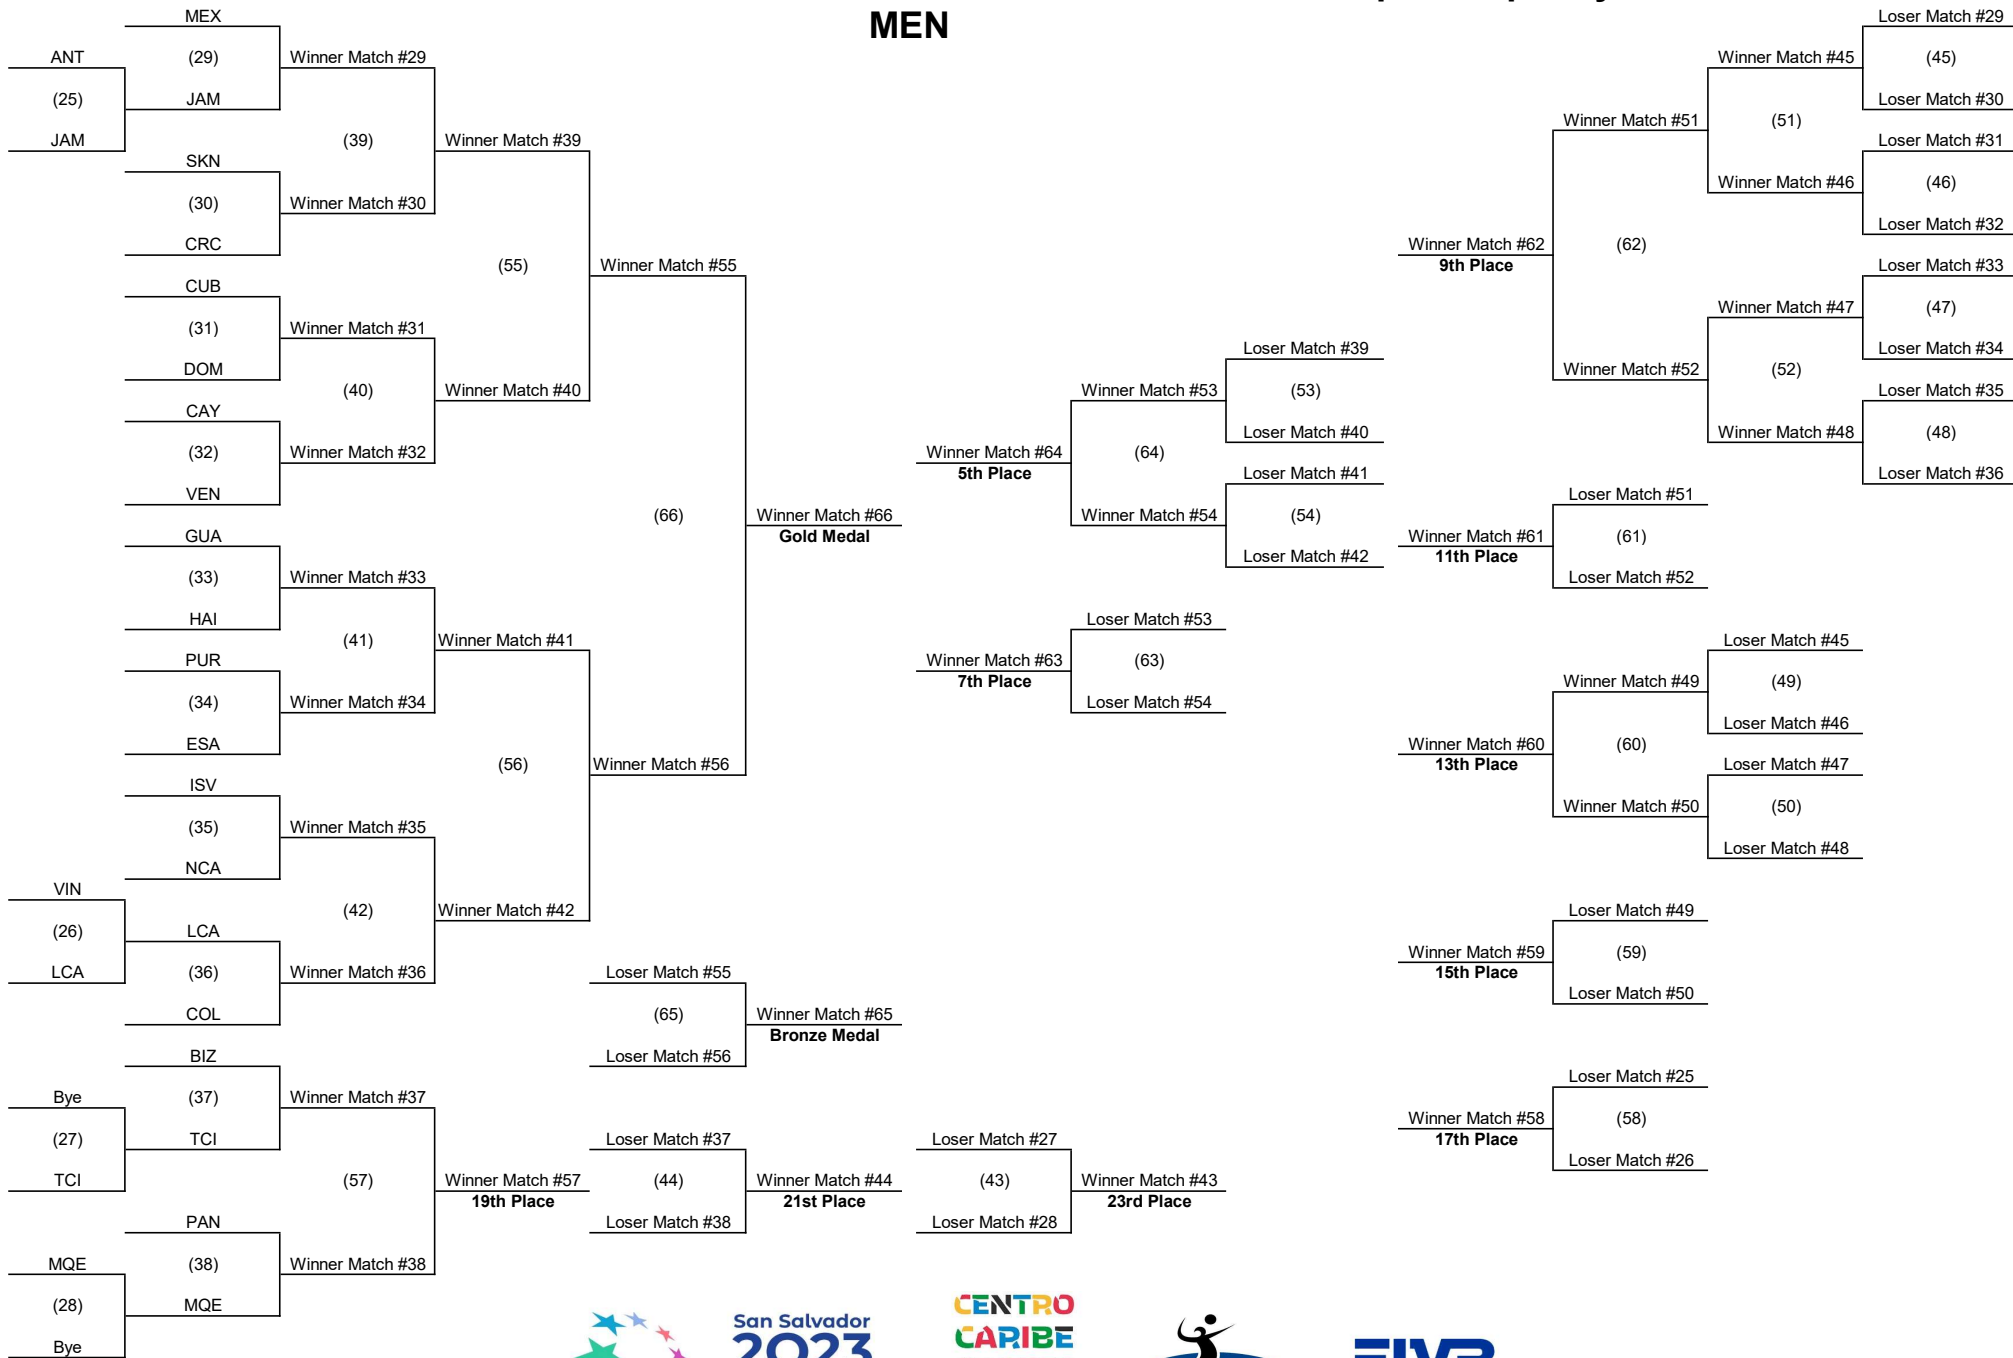 MEN
MEX
ANT
(29)
Winner Match #29
(25)
JAM
JAM
(39)
Winner Match #39
SKN
(30)
Winner Match #30
CRC
(55)
Winner Match #55
CUB
(31)
Winner Match #31
DOM
(40)
Winner Match #40
CAY
(32)
Winner Match #32
VEN
(66)
Winner Match #66
Gold Medal
GUA
(33)
Winner Match #33
HAI
(41)
Winner Match #41
PUR
(34)
Winner Match #34
ESA
(56)
Winner Match #56
ISV
(35)
Winner Match #35
NCA
VIN
(42)
Winner Match #42
(26)
LCA
LCA
(36)
Winner Match #36
COL
Loser Match #55
(65)
Winner Match #65
Bronze Medal
Loser Match #56
BIZ
Bye
(37)
Winner Match #37
(27)
TCI
TCI
(57)
Winner Match #57
19th Place
PAN
MQE
(38)
Winner Match #38
(28)
MQE
Bye
Loser Match #37
(44)
Winner Match #44
21st Place
Loser Match #38
Loser Match #27
(43)
Winner Match #43
23rd Place
Loser Match #28
Loser Match #39
Winner Match #53
(53)
Loser Match #40
Winner Match #64
5th Place
(64)
Loser Match #41
Winner Match #54
(54)
Loser Match #42
Loser Match #53
Winner Match #63
7th Place
(63)
Loser Match #54
Loser Match #29
Winner Match #45
(45)
Loser Match #30
Winner Match #51
(51)
Loser Match #31
Winner Match #46
(46)
Loser Match #32
Winner Match #62
9th Place
(62)
Loser Match #33
Winner Match #47
(47)
Loser Match #34
Winner Match #52
(52)
Loser Match #35
Winner Match #48
(48)
Loser Match #36
Loser Match #51
Winner Match #61
11th Place
(61)
Loser Match #52
Loser Match #45
Winner Match #49
(49)
Loser Match #46
Winner Match #60
13th Place
(60)
Loser Match #47
Winner Match #50
(50)
Loser Match #48
Loser Match #49
Winner Match #59
15th Place
(59)
Loser Match #50
Loser Match #25
Winner Match #58
17th Place
(58)
Loser Match #26
San Salvador
2023
CENTRO
CARIBE
FIVB